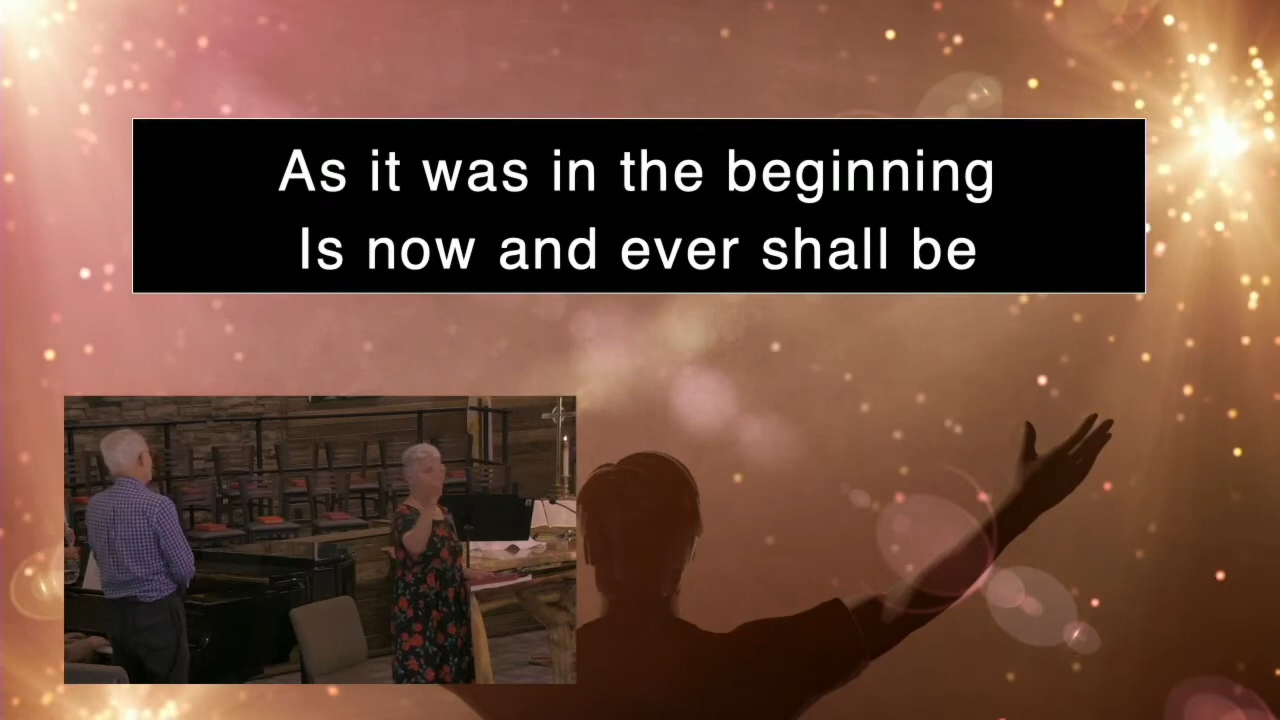 As it was in the beginning
Is now and ever shall be